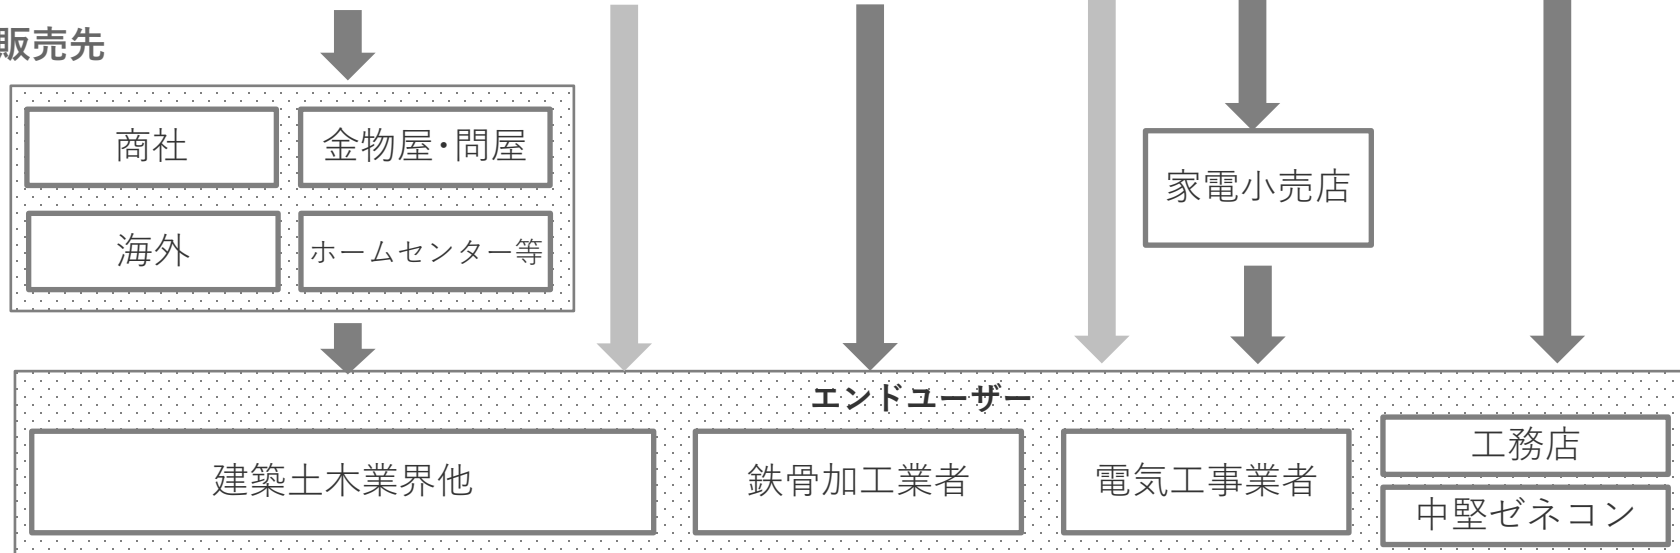 販売先
商社
金物屋・問屋
海外
ホームセンター等
家電小売店
エンドユーザー
建築土木業界他
鉄骨加工業者
電気工事業者
工務店
中堅ゼネコン